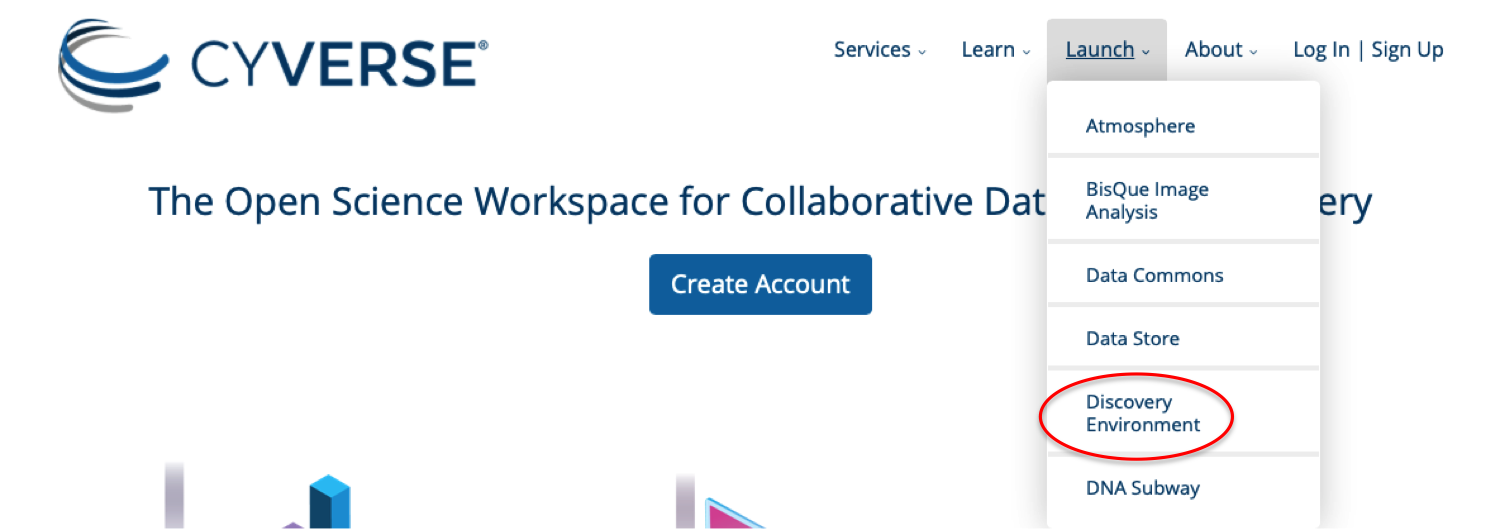 CYVERSE®
Services Learn Launch About Log In | Sign Up
Atmosphere
BisQue Image
Analysis
Data Commons
Data Store
Discovery
Environment
DNA Subway
The Open Science Workspace for Collaborative Dat ery
Create Account